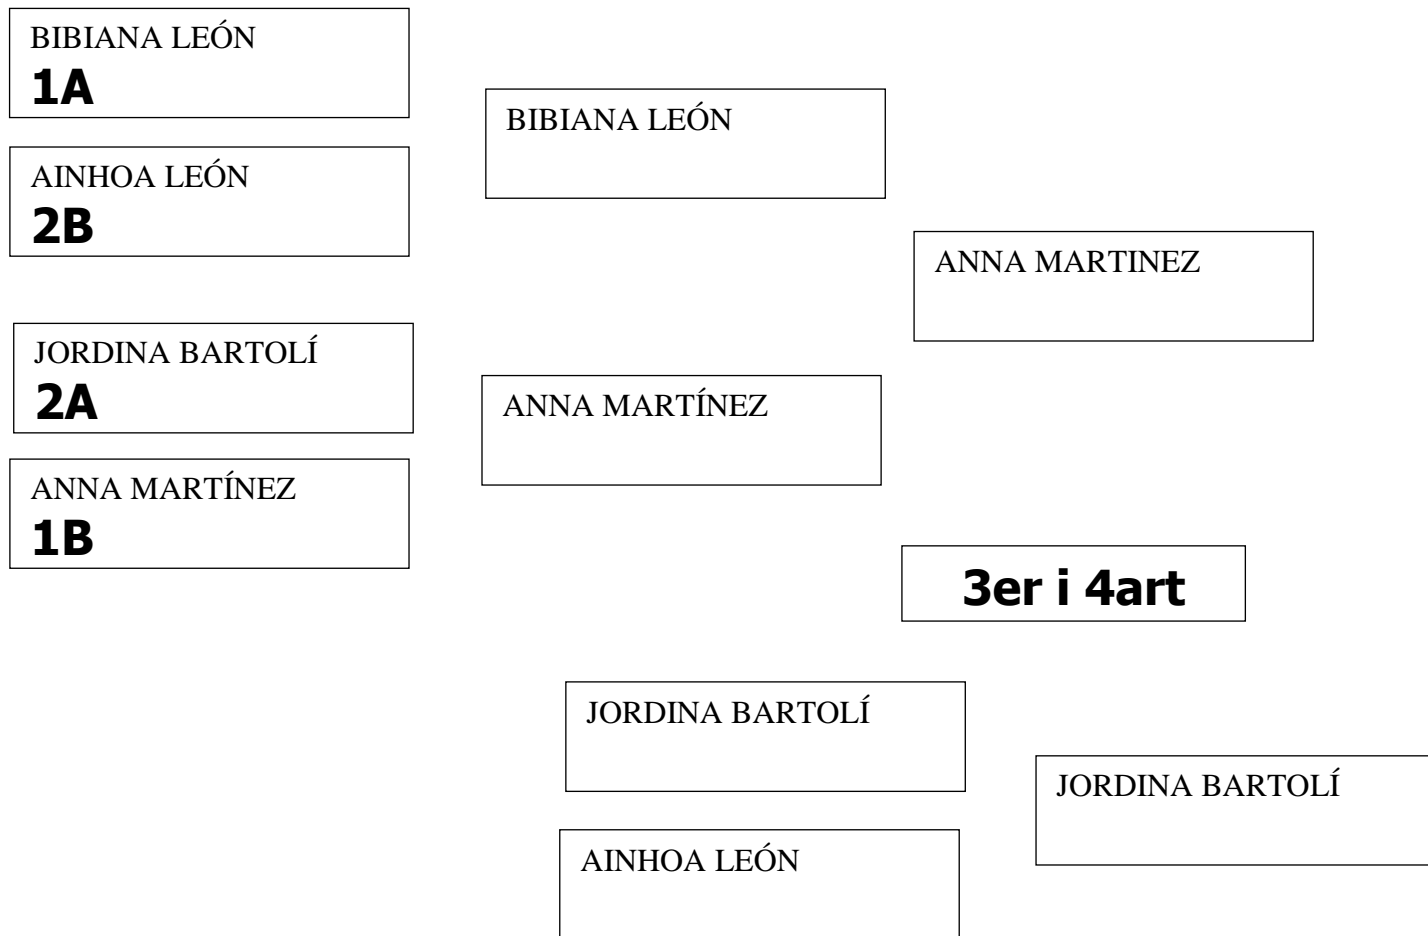 BIBIANA LEÓN
1A
AINHOA LEÓN
2B
JORDINA BARTOLÍ
2A
ANNA MARTÍNEZ
1B
BIBIANA LEÓN
ANNA MARTÍNEZ
ANNA MARTINEZ
3er i 4art
JORDINA BARTOLÍ
AINHOA LEÓN
JORDINA BARTOLÍ